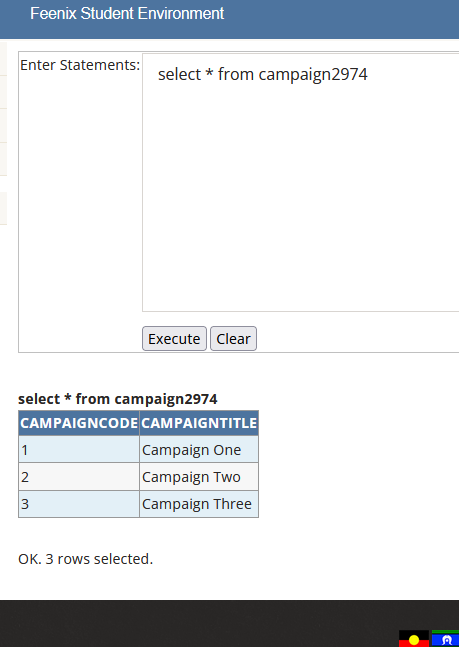 Feenix Student Environment
Enter Statements:
select * from campaign2974
Execute Clear
select * from campaign2974
CAMPAIGNCODE CAMPAIGNTITLE
1 Campaign One
2 Campaign Two
3 Campaign Three
OK. 3 rows selected.